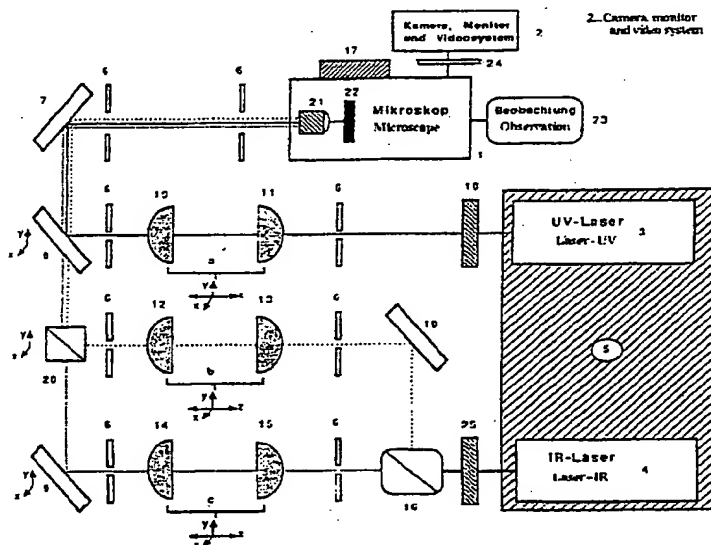 Kamera, Monitor
und Videosystem
2
2 Camera, monitor
and video system
17
24
6
6
7
21
22
Mikroskop
Microscope
Beobachtung
Observation
23
1
6
10
11
6
18
UV-Laser
Laser-UV
3
y
x
8
a
y
x
z
6
12
13
6
19
5
y
x
20
b
y
x
z
6
14
15
6
25
IR-Laser
Laser-IR
4
y
x
9
c
y
x
z
16